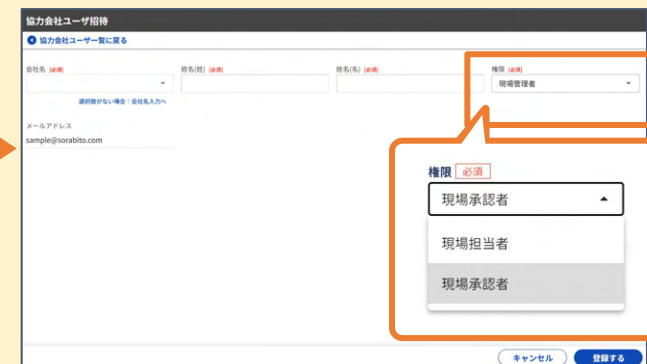 協力会社ユーザ招待
協力会社ユーザー一覧に戻る
会社名 (必須)
姓名(姓) (必須)
姓名(名) (必須)
権限 (必須)
現場管理者
選択肢がない場合：会社名入力へ
メールアドレス
sample@sorabito.com
権限 必須
現場承認者
現場担当者
現場承認者
キャンセル
登録する